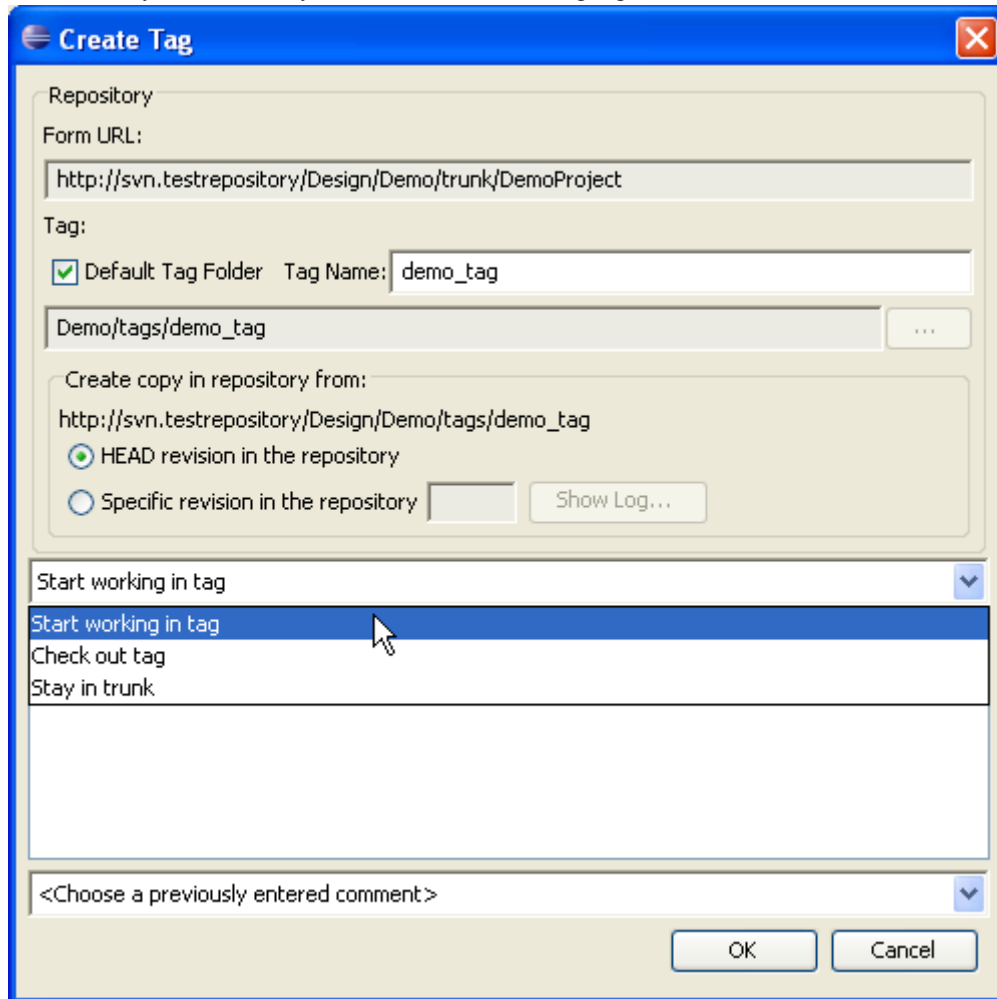 Create Tag
Repository
Form URL:
http://svn.testrepository/Design/Demo/trunk/DemoProject
Tag:
Default Tag Folder Tag Name: demo_tag
Demo/tags/demo_tag ...
Create copy in repository from:
http://svn.testrepository/Design/Demo/tags/demo_tag
HEAD revision in the repository
Specific revision in the repository Show Log...
Start working in tag
Start working in tag
Check out tag
Stay in trunk
<Choose a previously entered comment>
OK Cancel